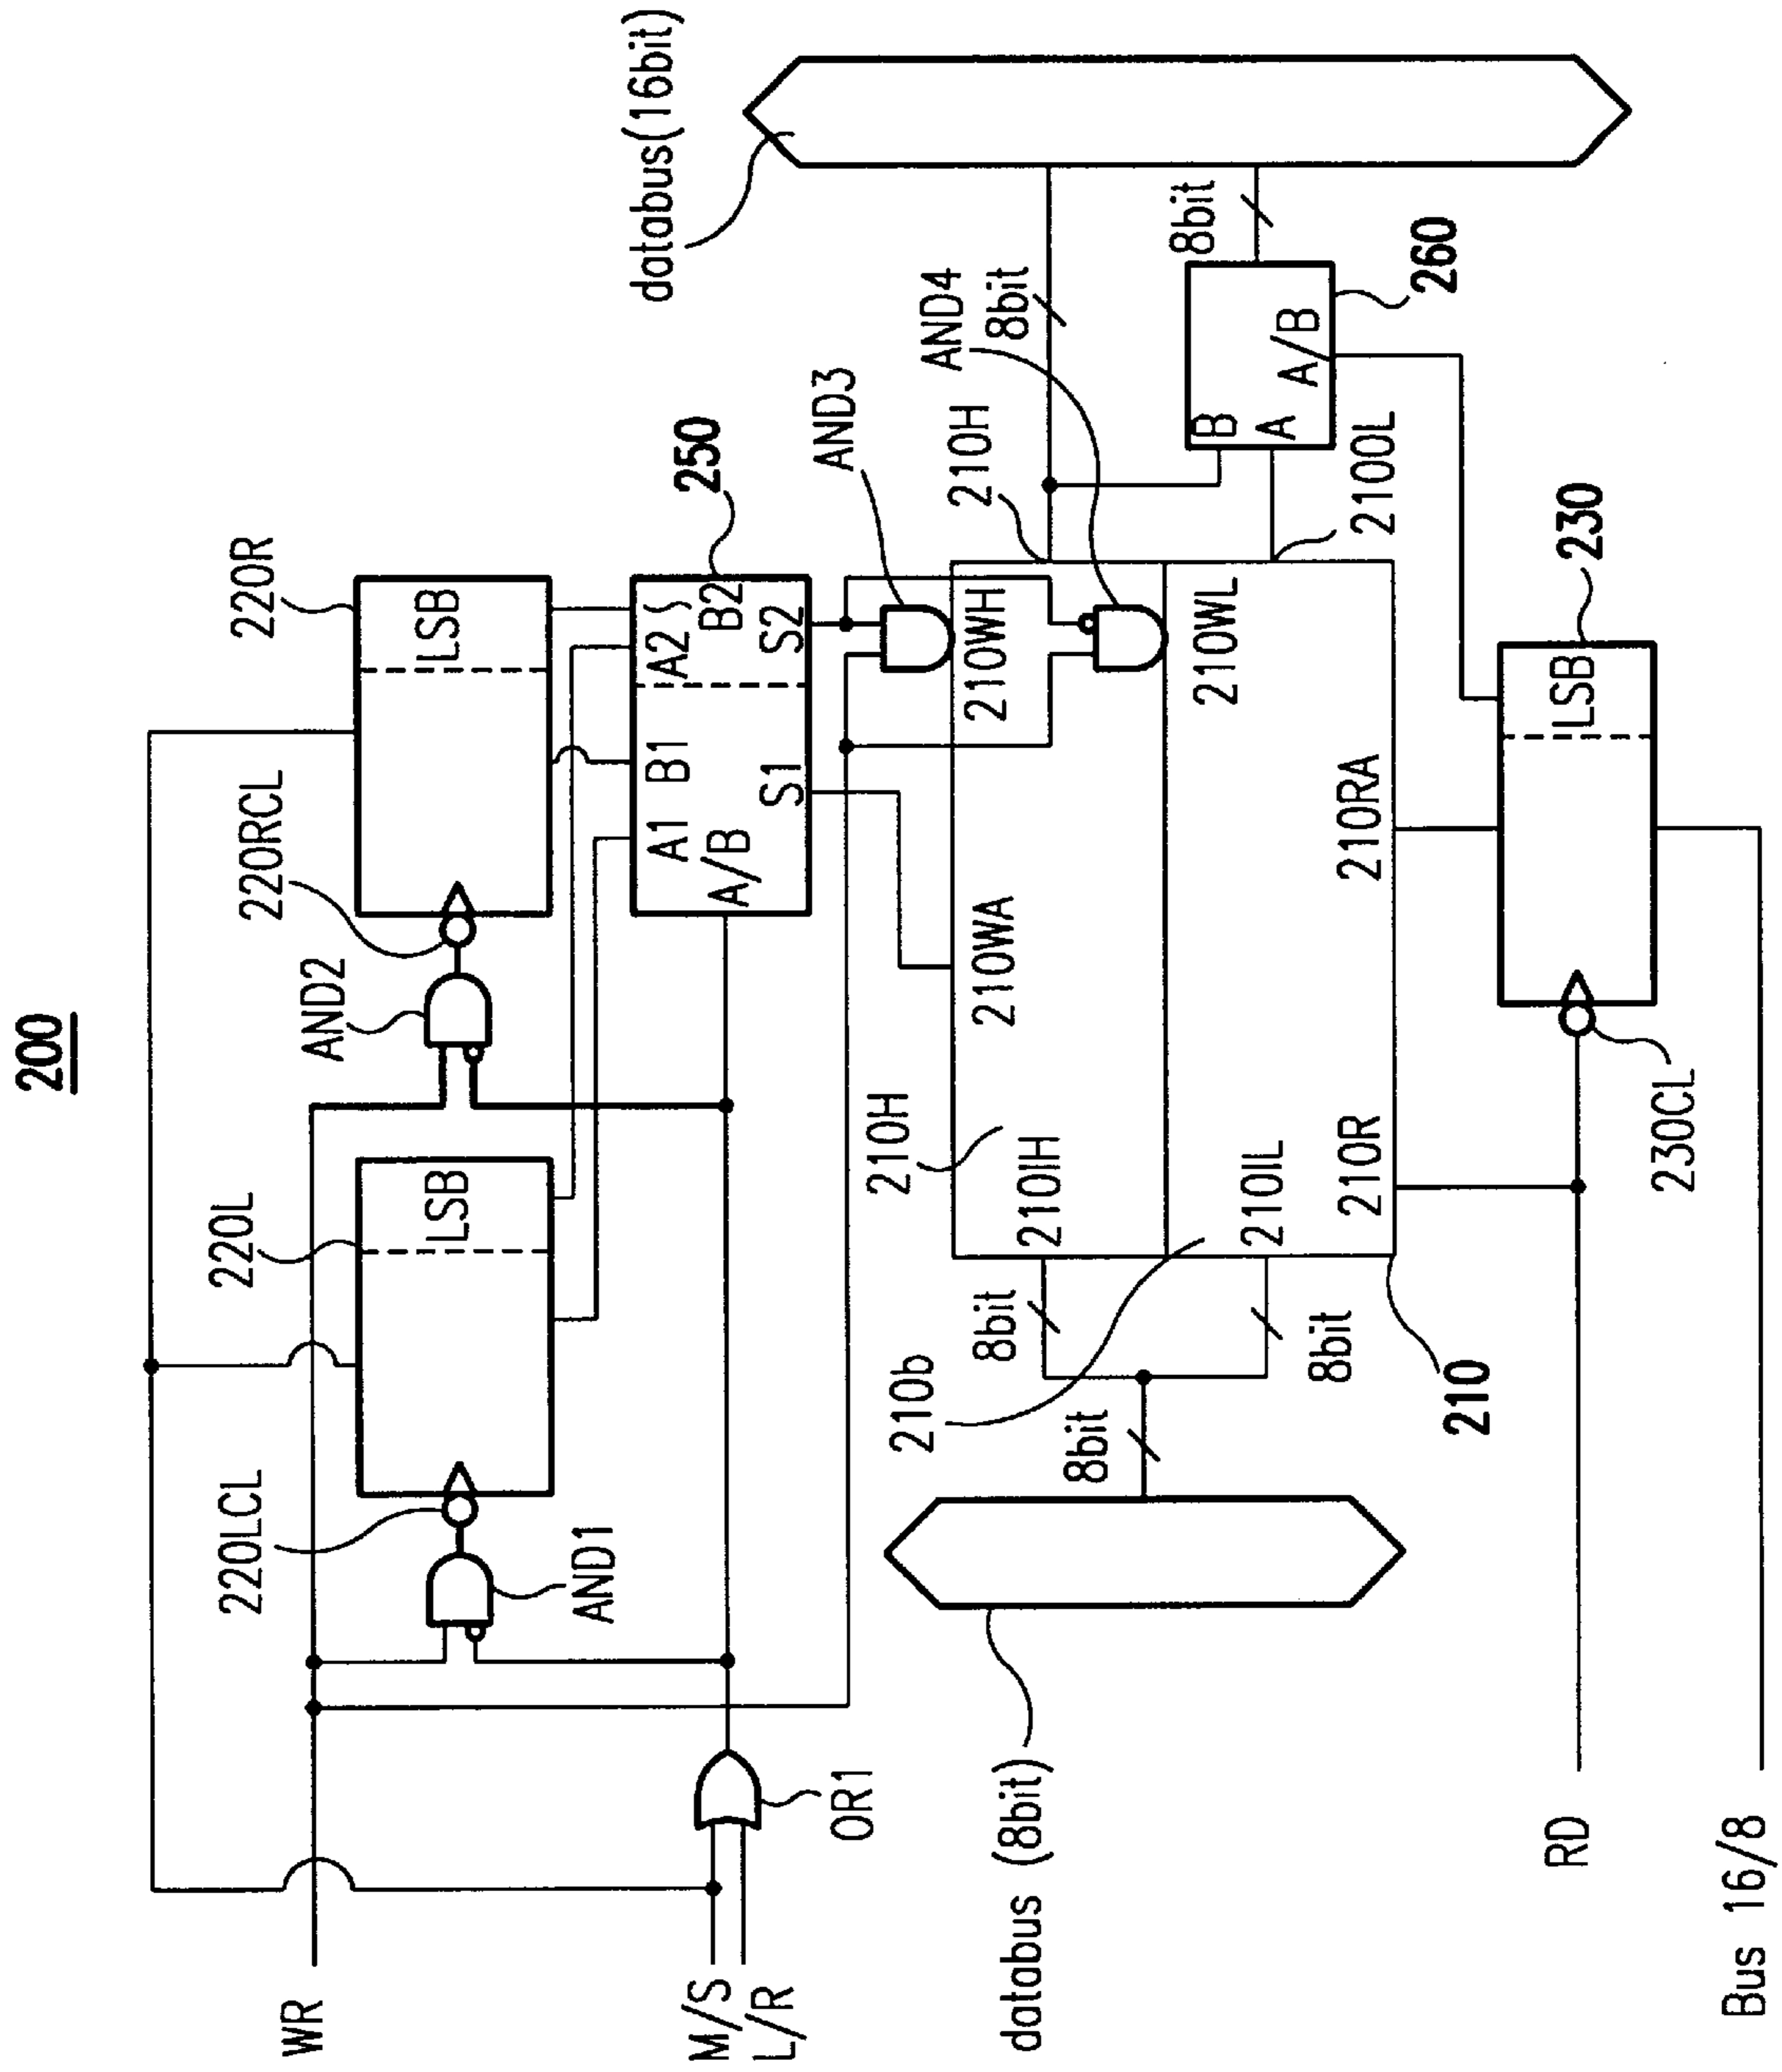 200
220LCL
220L
220RCL
220R
AND2
WR
LSB
LSB
AND1
A1
B1
A2
250
A/B
B2
S1
S2
M/S
L/R
OR1
AND3
databus(16bit)
210b
210H
AND4
210WA
210WH
210H
8bit
databus (8bit)
8bit
8bit
210IH
210WL
8bit
8bit
210IL
B
A
A/B
210R
210RA
210OL
210
260
RD
LSB
230
230CL
Bus 16/8